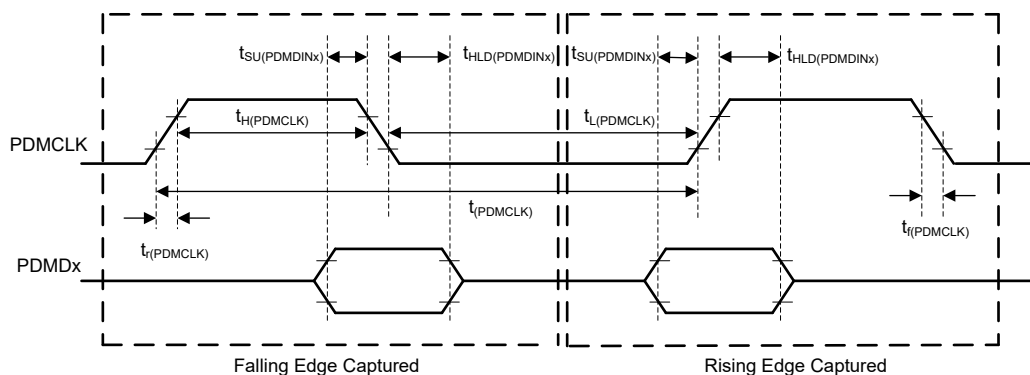 tSU(PDMDINx) tHLD(PDMDINx) tSU(PDMDINx) tHLD(PDMDINx)
tH(PDMCLK) tL(PDMCLK)
PDMCLK
t(PDMCLK)
tr(PDMCLK) tf(PDMCLK)
PDMDx
Falling Edge Captured Rising Edge Captured